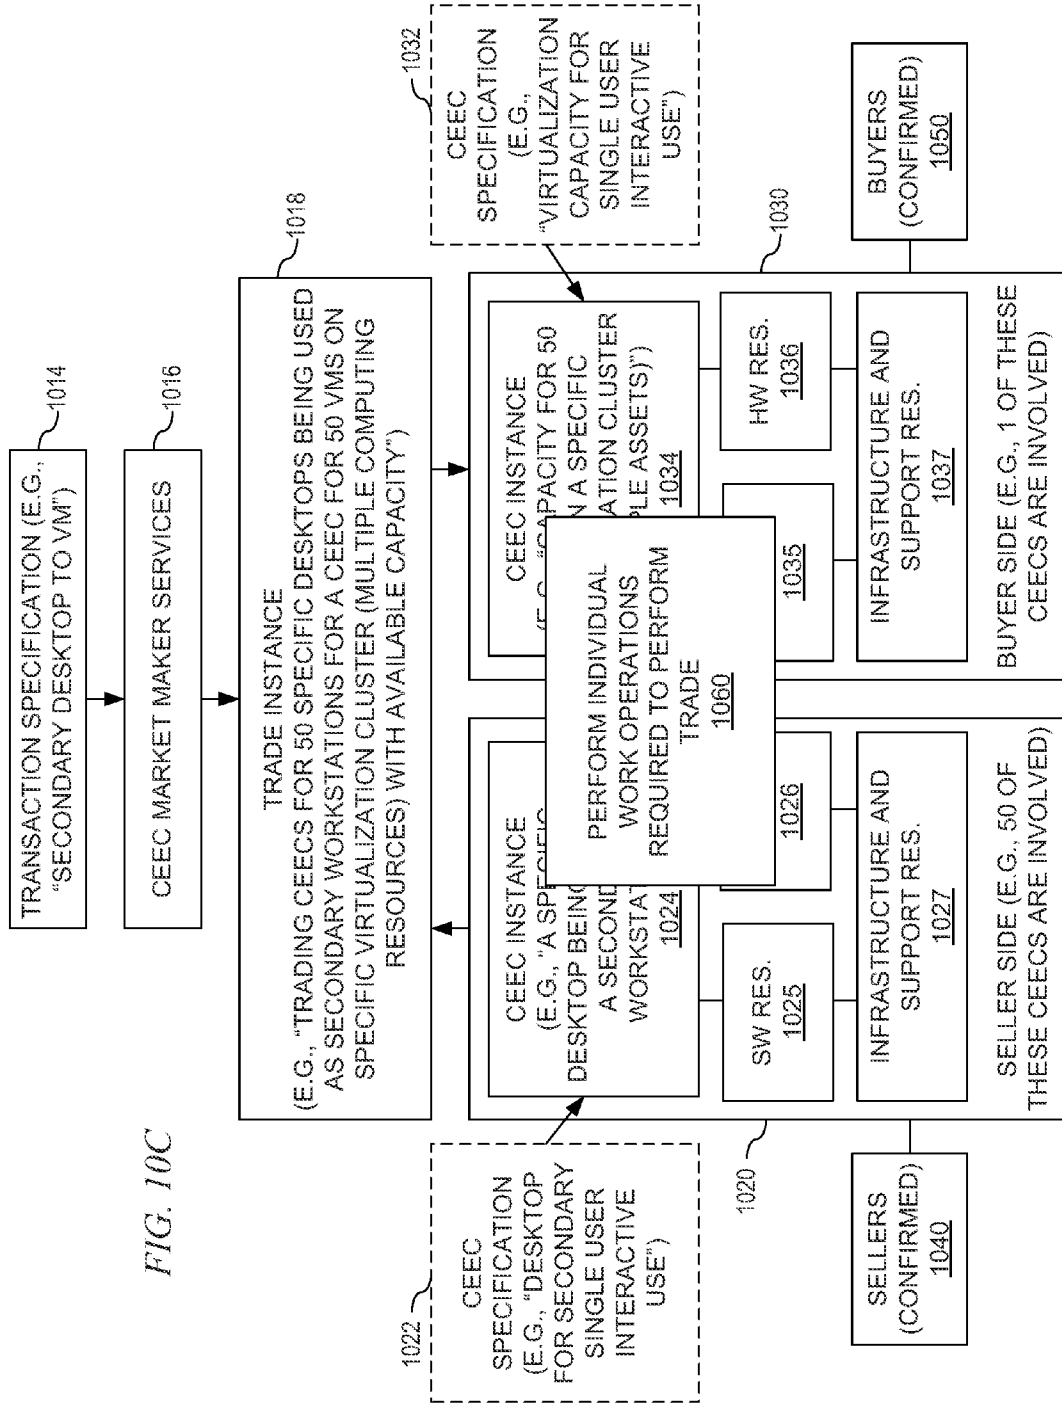 FIG. 10C
TRANSACTION SPECIFICATION (E.G.,
"SECONDARY DESKTOP TO VM")
1014
CEEC MARKET MAKER SERVICES
1016
TRADE INSTANCE
(E.G., "TRADING CEECS FOR 50 SPECIFIC DESKTOPS BEING USED
AS SECONDARY WORKSTATIONS FOR A CEEC FOR 50 VMS ON
SPECIFIC VIRTUALIZATION CLUSTER (MULTIPLE COMPUTING
RESOURCES) WITH AVAILABLE CAPACITY")
1018
1022
CEEC
SPECIFICATION
(E.G., "DESKTOP
FOR SECONDARY
SINGLE USER
INTERACTIVE
USE")
CEEC INSTANCE
(E.G., "A SPECIFIC
DESKTOP BEING
A SECOND
WORKSTAT
1024
SW RES.
1025
1026
INFRASTRUCTURE AND
SUPPORT RES.
1027
SELLER SIDE (E.G., 50 OF
THESE CEECS ARE INVOLVED)
1020
SELLERS
(CONFIRMED)
1040
PERFORM INDIVIDUAL
WORK OPERATIONS
REQUIRED TO PERFORM
TRADE
1060
CEEC INSTANCE
"CAPACITY FOR 50
N A SPECIFIC
ATION CLUSTER
PLE ASSETS)")
1034
1035
HW RES.
1036
INFRASTRUCTURE AND
SUPPORT RES.
1037
BUYER SIDE (E.G., 1 OF THESE
CEECS ARE INVOLVED)
1030
1032
CEEC
SPECIFICATION
(E.G.,
"VIRTUALIZATION
CAPACITY FOR
SINGLE USER
INTERACTIVE
USE")
BUYERS
(CONFIRMED)
1050